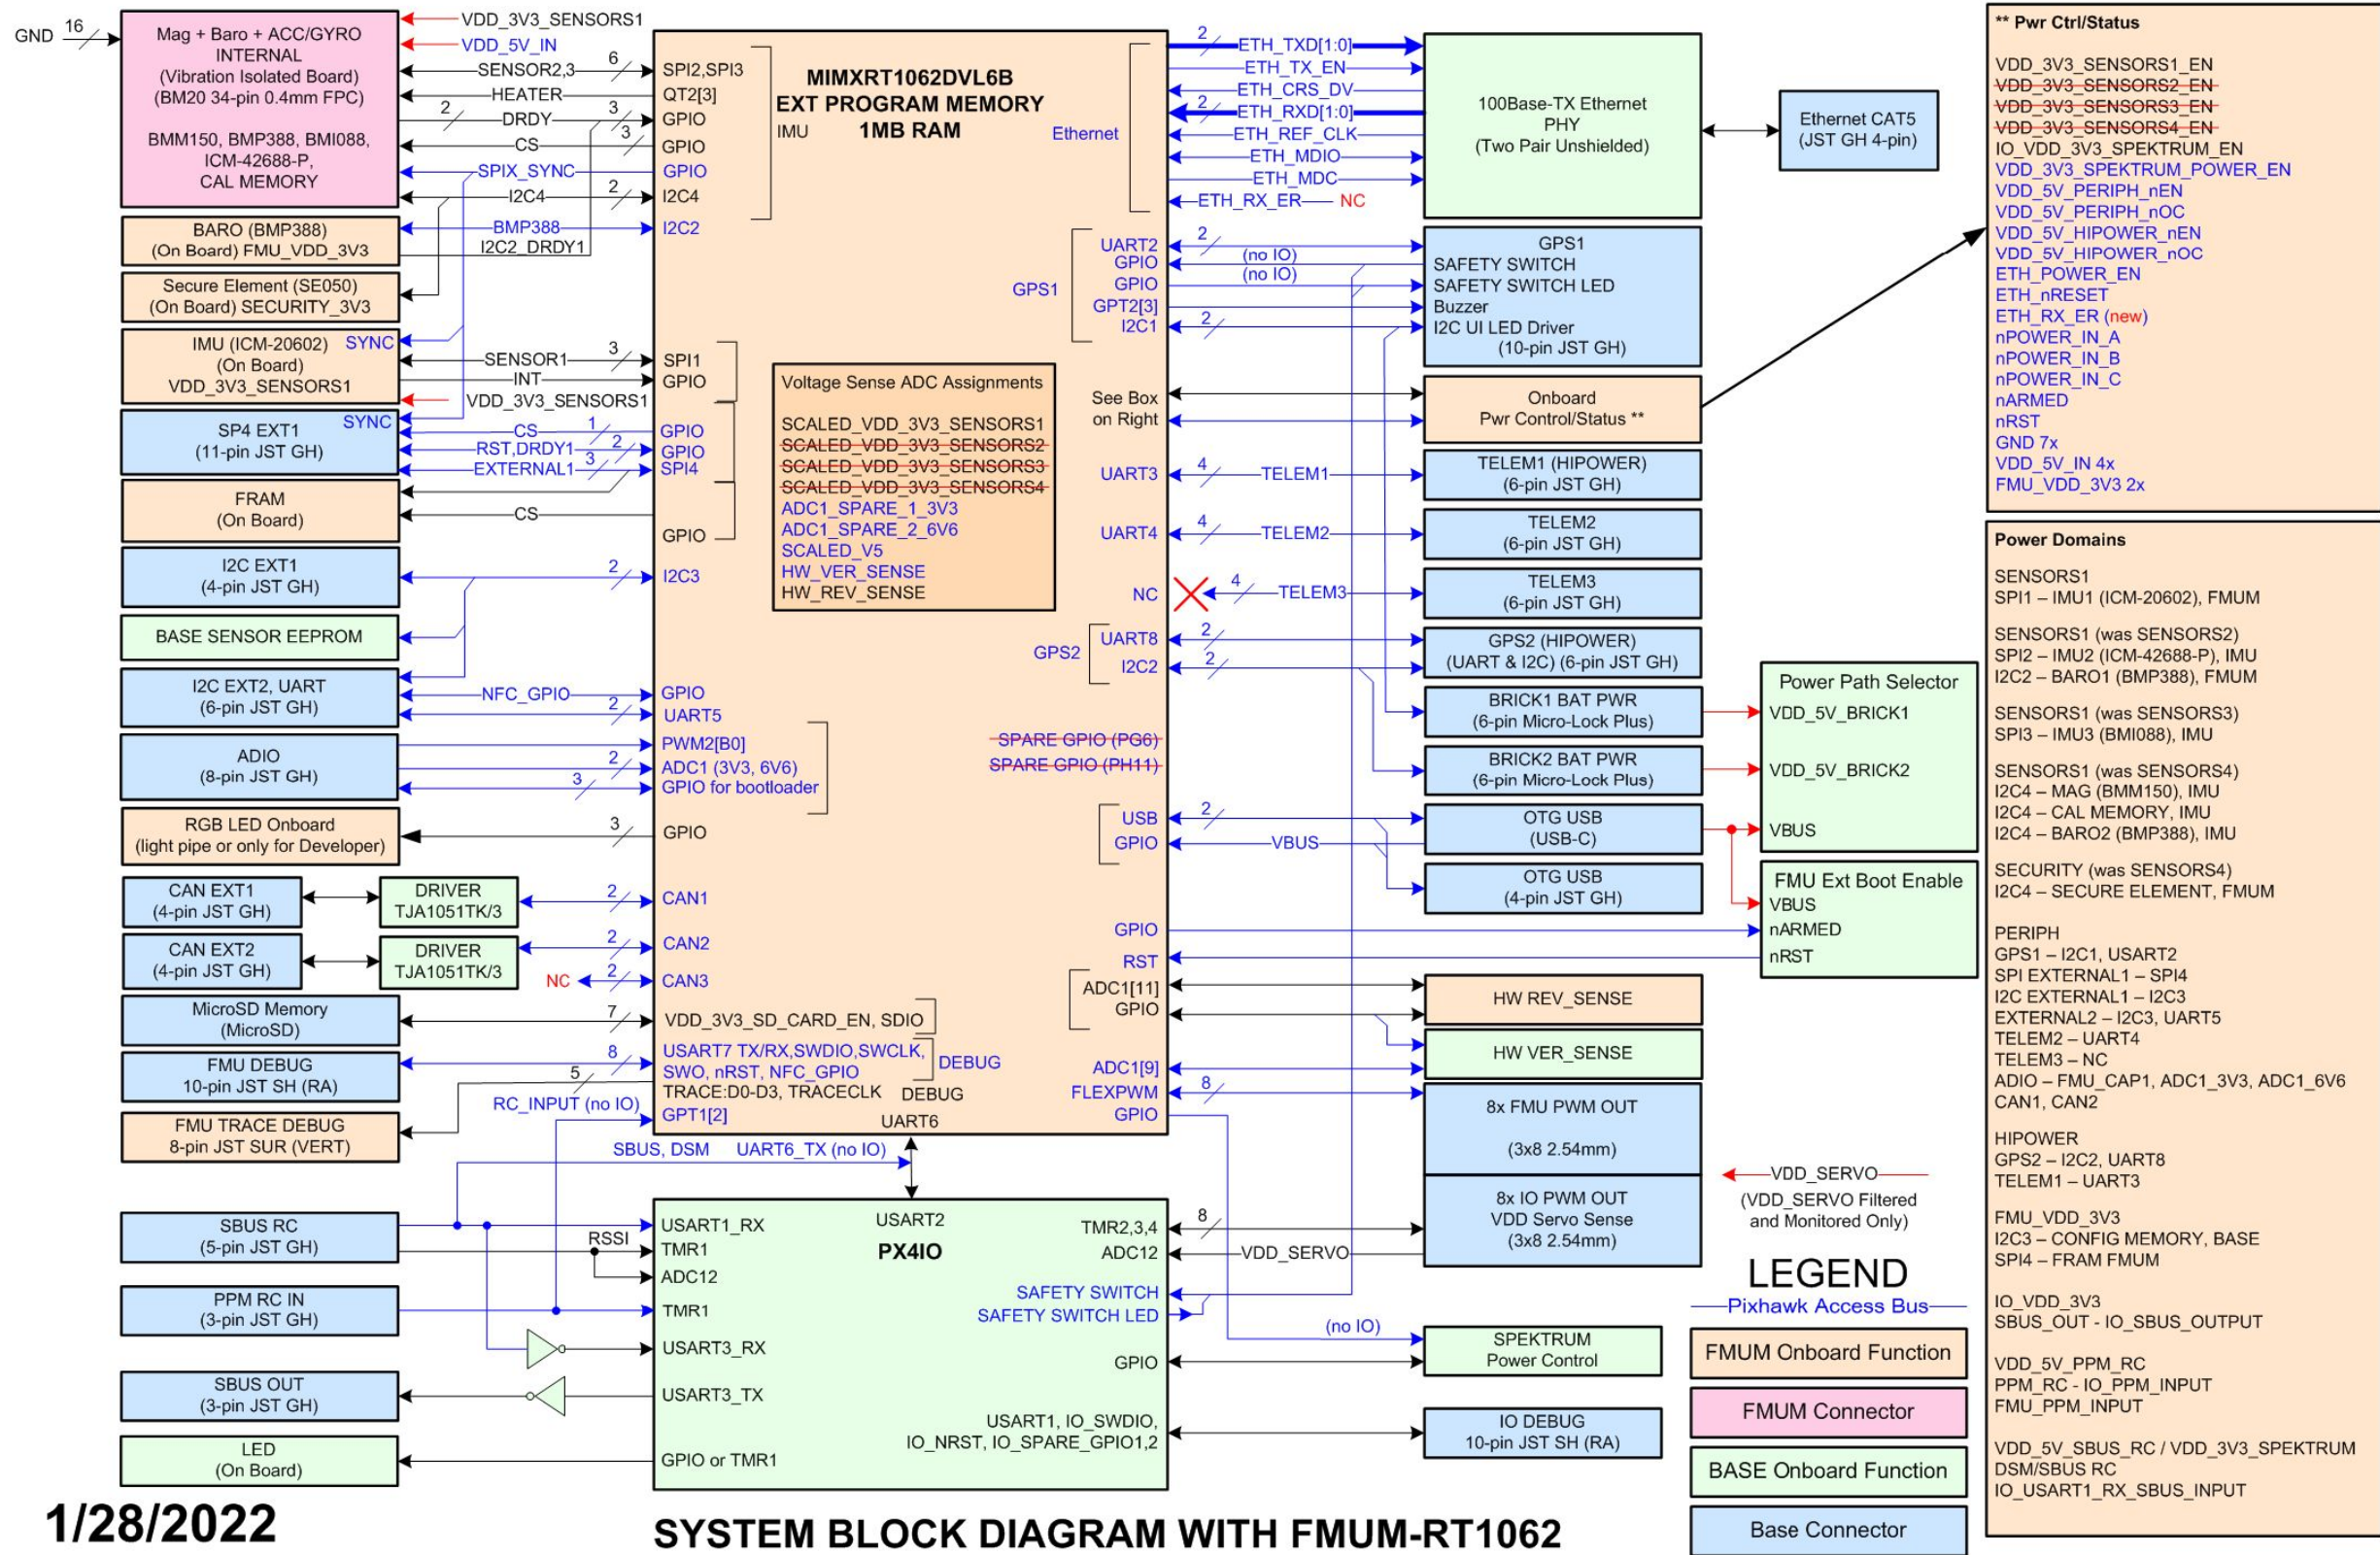 GND
16
Mag + Baro + ACC/GYRO
INTERNAL
(Vibration Isolated Board)
(BM20 34-pin 0.4mm FPC)
BMM150, BMP388, BMI088,
ICM-42688-P,
CAL MEMORY
VDD_3V3_SENSORS1
VDD_5V_IN
SENSOR2,3
6
HEATER
2
DRDY
3
CS
3
SPIX_SYNC
I2C4
2
BARO (BMP388)
(On Board) FMU_VDD_3V3
BMP388
I2C2_DRDY1
Secure Element (SE050)
(On Board) SECURITY_3V3
IMU (ICM-20602)
SYNC
(On Board)
VDD_3V3_SENSORS1
SENSOR1
3
INT
VDD_3V3_SENSORS1
SP4 EXT1
SYNC
(11-pin JST GH)
CS
1
RST,DRDY1
2
EXTERNAL1
3
FRAM
(On Board)
CS
I2C EXT1
(4-pin JST GH)
2
BASE SENSOR EEPROM
I2C EXT2, UART
(6-pin JST GH)
NFC_GPIO
2
ADIO
(8-pin JST GH)
2
3
RGB LED Onboard
(light pipe or only for Developer)
3
CAN EXT1
(4-pin JST GH)
DRIVER
TJA1051TK/3
2
CAN EXT2
(4-pin JST GH)
DRIVER
TJA1051TK/3
2
NC
2
MicroSD Memory
(MicroSD)
7
FMU DEBUG
10-pin JST SH (RA)
8
5
FMU TRACE DEBUG
8-pin JST SUR (VERT)
RC_INPUT (no IO)
MIMXRT1062DVL6B
EXT PROGRAM MEMORY
1MB RAM
SPI2,SPI3
QT2[3]
GPIO
IMU
GPIO
GPIO
I2C4
I2C2
SPI1
GPIO
GPIO
GPIO
SPI4
GPIO
I2C3
GPIO
UART5
PWM2[B0]
ADC1 (3V3, 6V6)
GPIO for bootloader
GPIO
CAN1
CAN2
CAN3
VDD_3V3_SD_CARD_EN, SDIO
USART7 TX/RX,SWDIO,SWCLK,
SWO, nRST, NFC_GPIO
DEBUG
TRACE:D0-D3, TRACECLK
DEBUG
GPT1[2]
UART6
Voltage Sense ADC Assignments
SCALED_VDD_3V3_SENSORS1
SCALED_VDD_3V3_SENSORS2
SCALED_VDD_3V3_SENSORS3
SCALED_VDD_3V3_SENSORS4
ADC1_SPARE_1_3V3
ADC1_SPARE_2_6V6
SCALED_V5
HW_VER_SENSE
HW_REV_SENSE
Ethernet
GPS1
UART2
GPIO
GPIO
GPT2[3]
I2C1
See Box
on Right
UART3
UART4
NC
GPS2
UART8
I2C2
SPARE GPIO (PG6)
SPARE GPIO (PH11)
USB
GPIO
GPIO
RST
ADC1[11]
GPIO
ADC1[9]
FLEXPWM
GPIO
2
ETH_TXD[1:0]
ETH_TX_EN
ETH_CRS_DV
2
ETH_RXD[1:0]
ETH_REF_CLK
ETH_MDIO
ETH_MDC
ETH_RX_ER
NC
100Base-TX Ethernet
PHY
(Two Pair Unshielded)
Ethernet CAT5
(JST GH 4-pin)
2
(no IO)
(no IO)
2
GPS1
SAFETY SWITCH
SAFETY SWITCH LED
Buzzer
I2C UI LED Driver
(10-pin JST GH)
Onboard
Pwr Control/Status **
4
TELEM1
TELEM1 (HIPOWER)
(6-pin JST GH)
4
TELEM2
TELEM2
(6-pin JST GH)
4
TELEM3
TELEM3
(6-pin JST GH)
2
2
GPS2 (HIPOWER)
(UART & I2C) (6-pin JST GH)
BRICK1 BAT PWR
(6-pin Micro-Lock Plus)
BRICK2 BAT PWR
(6-pin Micro-Lock Plus)
2
VBUS
OTG USB
(USB-C)
OTG USB
(4-pin JST GH)
Power Path Selector
VDD_5V_BRICK1
VDD_5V_BRICK2
VBUS
FMU Ext Boot Enable
VBUS
nARMED
nRST
HW REV_SENSE
HW VER_SENSE
8
8x FMU PWM OUT
(3x8 2.54mm)
8x IO PWM OUT
VDD Servo Sense
(3x8 2.54mm)
VDD_SERVO
(VDD_SERVO Filtered
and Monitored Only)
SBUS, DSM
UART6_TX (no IO)
SBUS RC
(5-pin JST GH)
RSSI
PPM RC IN
(3-pin JST GH)
SBUS OUT
(3-pin JST GH)
LED
(On Board)
USART2
PX4IO
USART1_RX
TMR1
ADC12
TMR1
USART3_RX
USART3_TX
GPIO or TMR1
TMR2,3,4
ADC12
SAFETY SWITCH
SAFETY SWITCH LED
GPIO
USART1, IO_SWDIO,
IO_NRST, IO_SPARE_GPIO1,2
8
VDD_SERVO
(no IO)
SPEKTRUM
Power Control
IO DEBUG
10-pin JST SH (RA)
LEGEND
Pixhawk Access Bus
FMUM Onboard Function
FMUM Connector
BASE Onboard Function
Base Connector
** Pwr Ctrl/Status
VDD_3V3_SENSORS1_EN
VDD_3V3_SENSORS2_EN
VDD_3V3_SENSORS3_EN
VDD_3V3_SENSORS4_EN
IO_VDD_3V3_SPEKTRUM_EN
VDD_3V3_SPEKTRUM_POWER_EN
VDD_5V_PERIPH_nEN
VDD_5V_PERIPH_nOC
VDD_5V_HIPOWER_nEN
VDD_5V_HIPOWER_nOC
ETH_POWER_EN
ETH_nRESET
ETH_RX_ER (new)
nPOWER_IN_A
nPOWER_IN_B
nPOWER_IN_C
nARMED
nRST
GND 7x
VDD_5V_IN 4x
FMU_VDD_3V3 2x
Power Domains
SENSORS1
SPI1 – IMU1 (ICM-20602), FMUM
SENSORS1 (was SENSORS2)
SPI2 – IMU2 (ICM-42688-P), IMU
I2C2 – BARO1 (BMP388), FMUM
SENSORS1 (was SENSORS3)
SPI3 – IMU3 (BMI088), IMU
SENSORS1 (was SENSORS4)
I2C4 – MAG (BMM150), IMU
I2C4 – CAL MEMORY, IMU
I2C4 – BARO2 (BMP388), IMU
SECURITY (was SENSORS4)
I2C4 – SECURE ELEMENT, FMUM
PERIPH
GPS1 – I2C1, USART2
SPI EXTERNAL1 – SPI4
I2C EXTERNAL1 – I2C3
EXTERNAL2 – I2C3, UART5
TELEM2 – UART4
TELEM3 – NC
ADIO – FMU_CAP1, ADC1_3V3, ADC1_6V6
CAN1, CAN2
HIPOWER
GPS2 – I2C2, UART8
TELEM1 – UART3
FMU_VDD_3V3
I2C3 – CONFIG MEMORY, BASE
SPI4 – FRAM FMUM
IO_VDD_3V3
SBUS_OUT - IO_SBUS_OUTPUT
VDD_5V_PPM_RC
PPM_RC - IO_PPM_INPUT
FMU_PPM_INPUT
VDD_5V_SBUS_RC / VDD_3V3_SPEKTRUM
DSM/SBUS RC
IO_USART1_RX_SBUS_INPUT
1/28/2022
SYSTEM BLOCK DIAGRAM WITH FMUM-RT1062